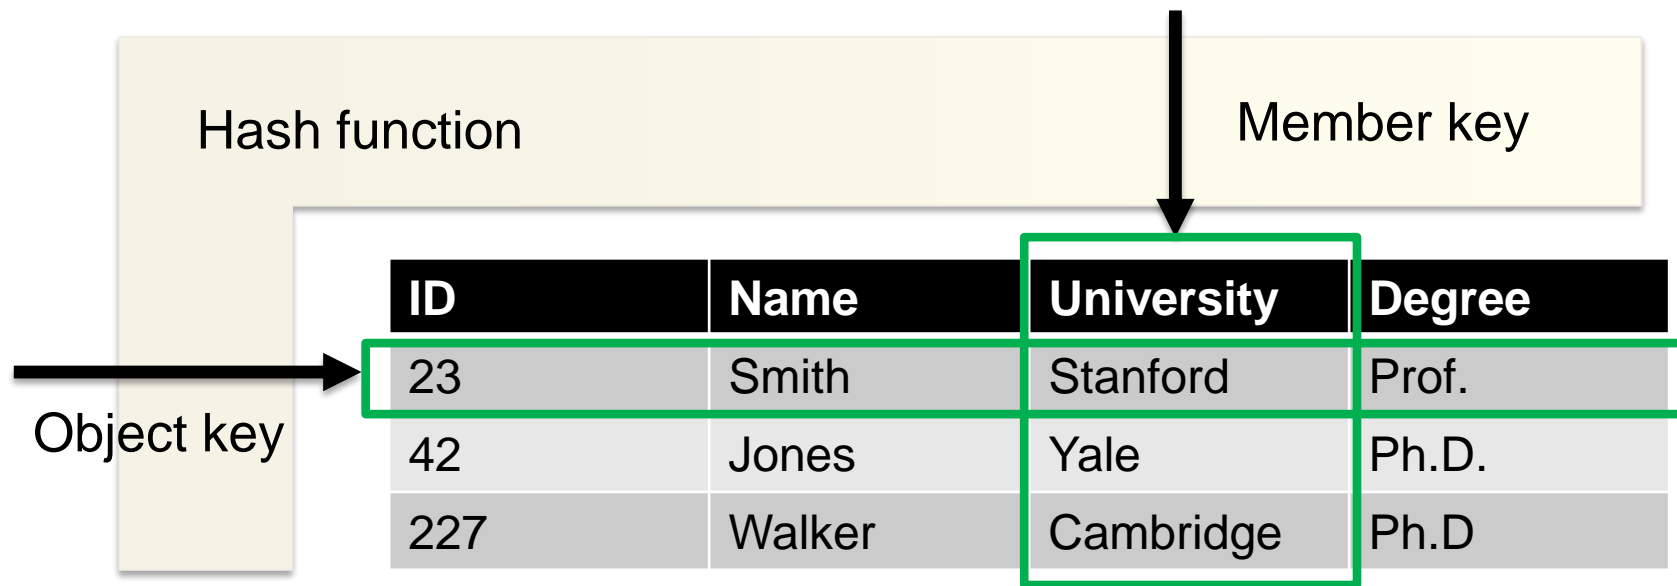 Hash function
Member key
Object key
ID Name University Degree
23 Smith Stanford Prof.
42 Jones Yale Ph.D.
227 Walker Cambridge Ph.D